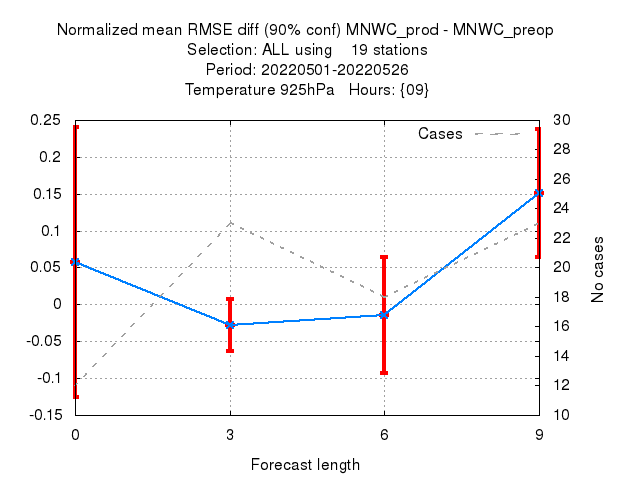 Normalized mean RMSE diff (90% conf) MNWC_prod - MNWC_preop
Selection: ALL using 19 stations
Period: 20220501-20220526
Temperature 925hPa Hours: {09}
0.25
0.2
0.15
0.1
0.05
0
-0.05
-0.1
-0.15
Cases
30
28
26
24
22
20
18
16
14
12
10
No cases
0 3 6 9
Forecast length